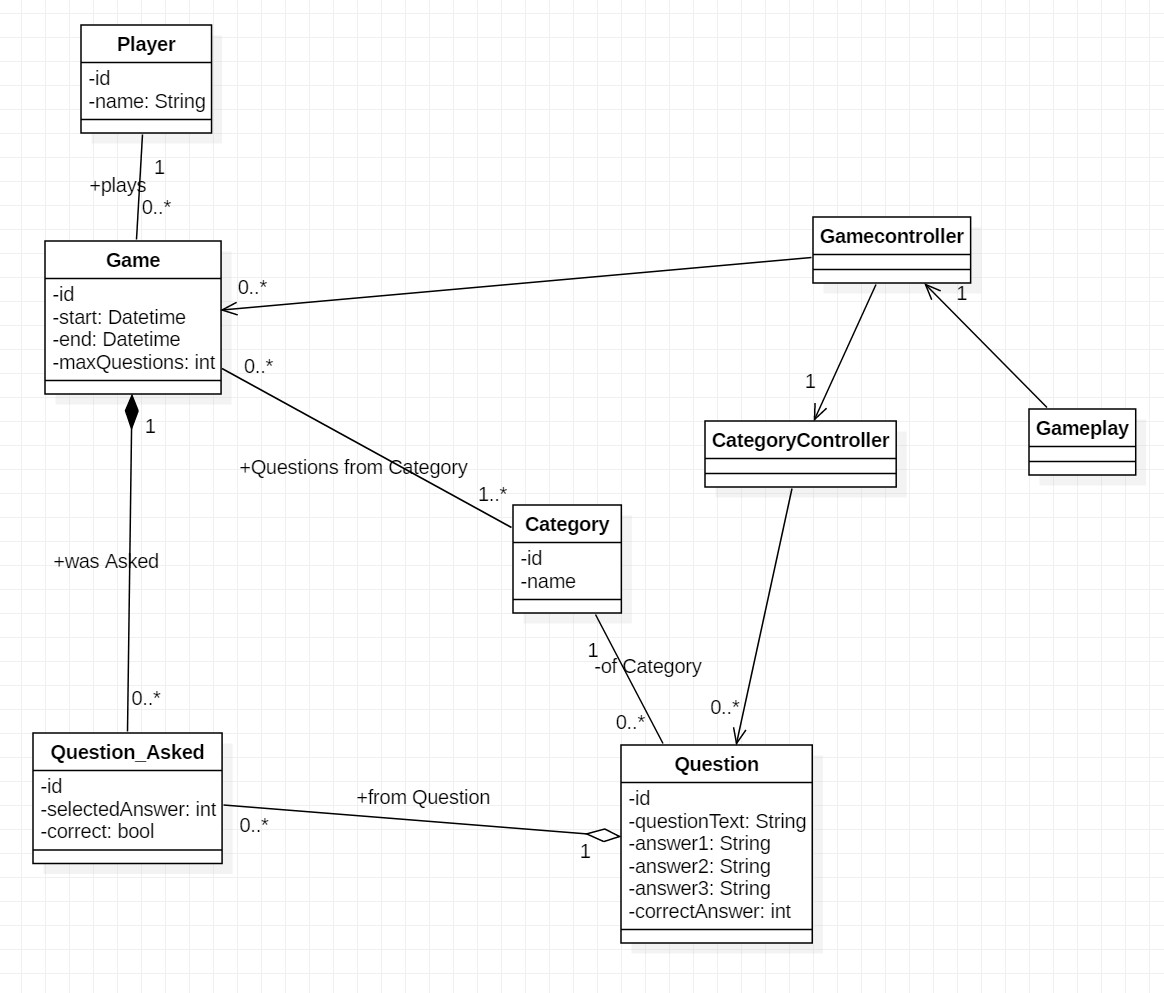 Player
-id
-name: String
1
+plays
0..*
Game
-id
-start: Datetime
-end: Datetime
-maxQuestions: int
0..*
Gamecontroller
1
0..*
1
CategoryController
Gameplay
1
+Questions from Category
1..*
Category
-id
-name
+was Asked
1
-of Category
0..*
0..*
0..*
Question_Asked
-id
-selectedAnswer: int
-correct: bool
+from Question
0..*
1
Question
-id
-questionText: String
-answer1: String
-answer2: String
-answer3: String
-correctAnswer: int